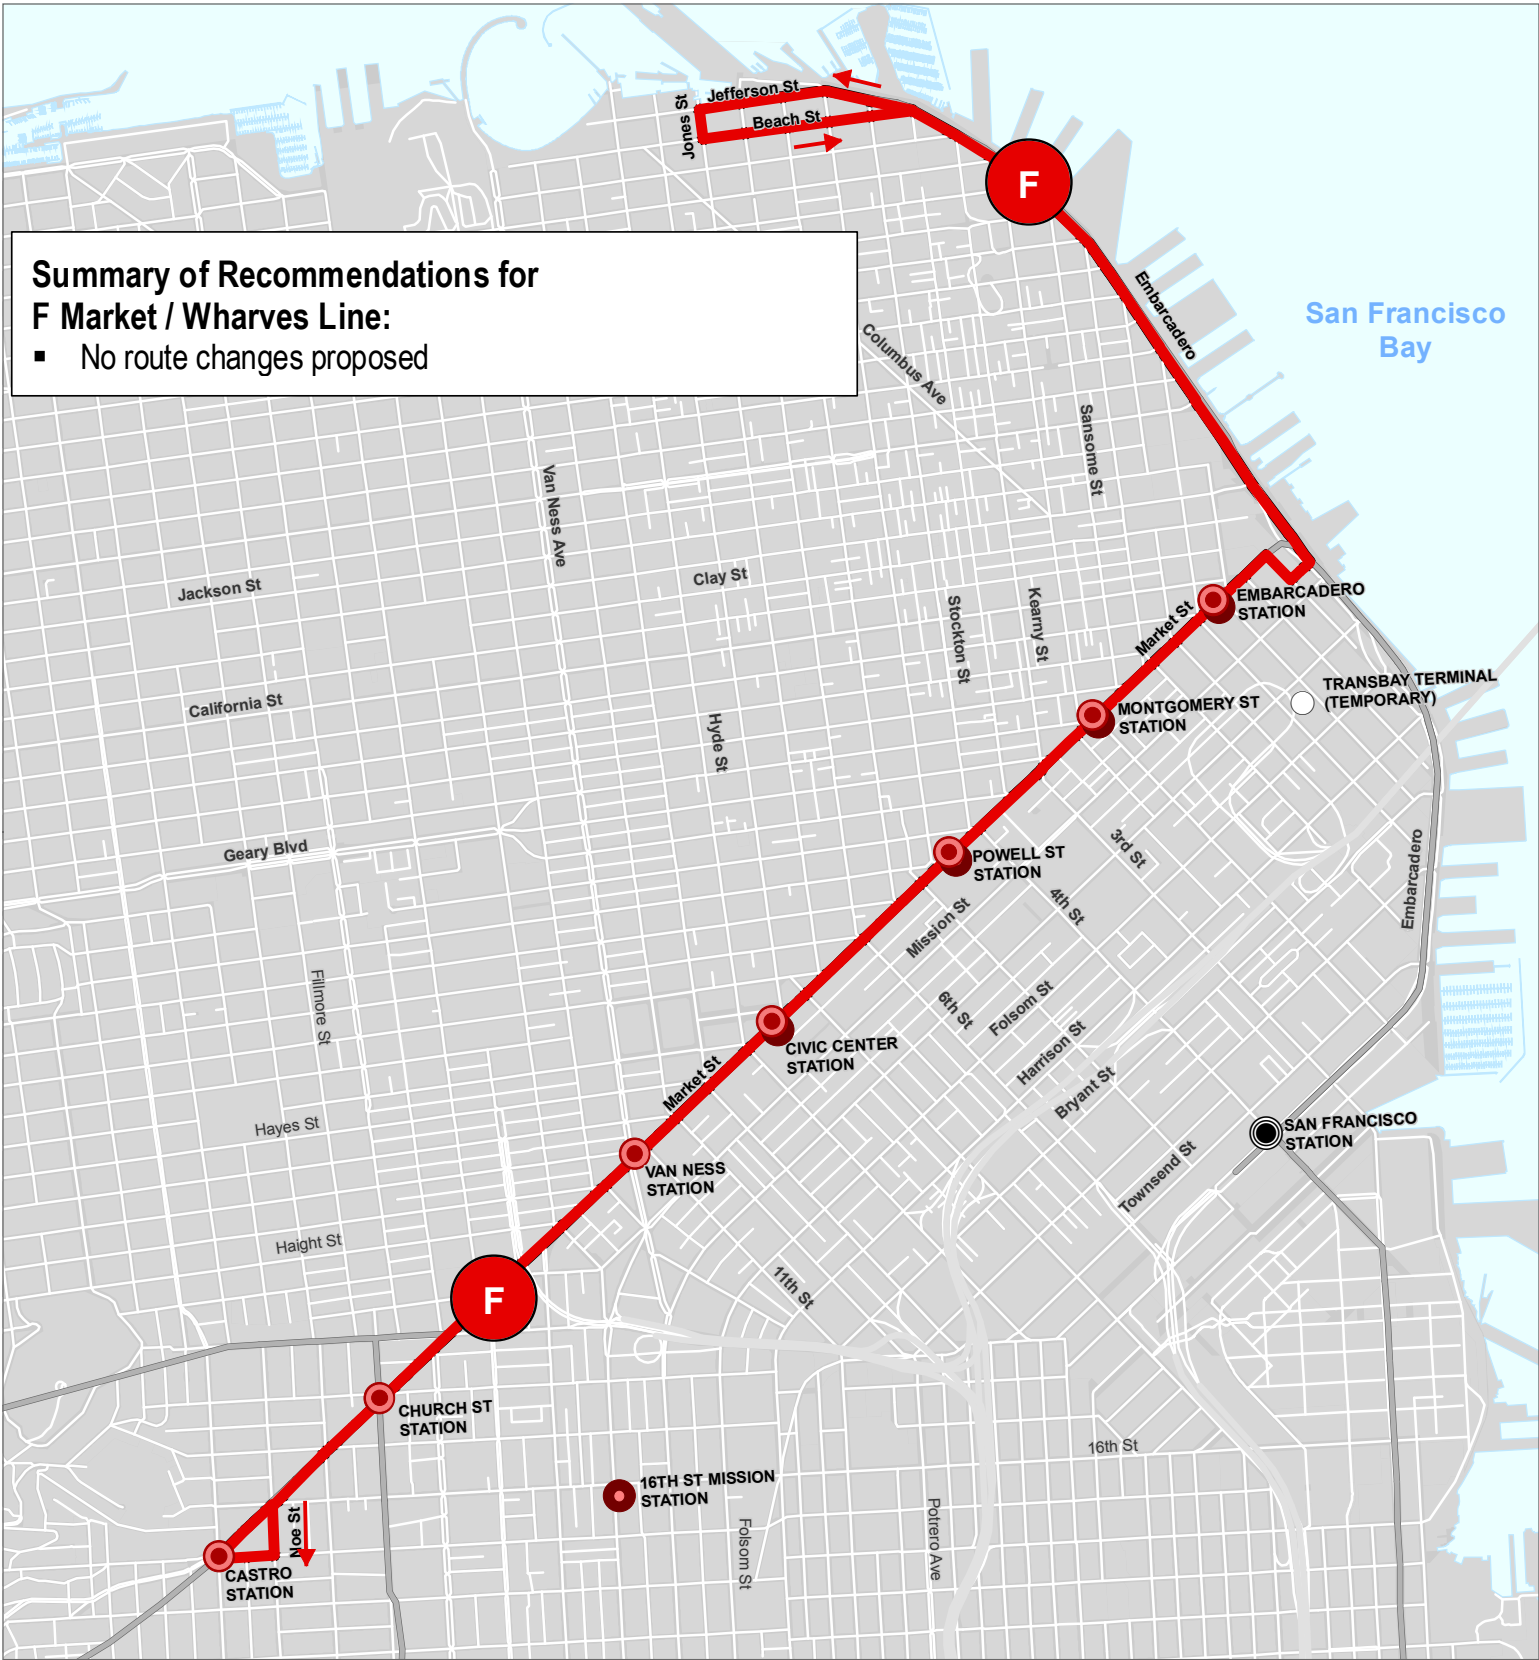 Jefferson St
Jones St
Beach St
F
Summary of Recommendations for
F Market / Wharves Line:
▪ No route changes proposed
Embarcadero
San Francisco
Bay
Columbus Ave
Sansome St
Van Ness Ave
Jackson St
Clay St
Stockton St
Kearny St
Market St
EMBARCADERO
STATION
California St
Hyde St
MONTGOMERY ST
STATION
TRANSBAY TERMINAL
(TEMPORARY)
Geary Blvd
POWELL ST
STATION
3rd St
4th St
Embarcadero
Mission St
Fillmore St
6th St
Folsom St
Harrison St
Bryant St
CIVIC CENTER
STATION
Market St
Hayes St
SAN FRANCISCO
STATION
Townsend St
VAN NESS
STATION
Haight St
11th St
F
CHURCH ST
STATION
16th St
16TH ST MISSION
STATION
Noe St
Folsom St
Potrero Ave
CASTRO
STATION